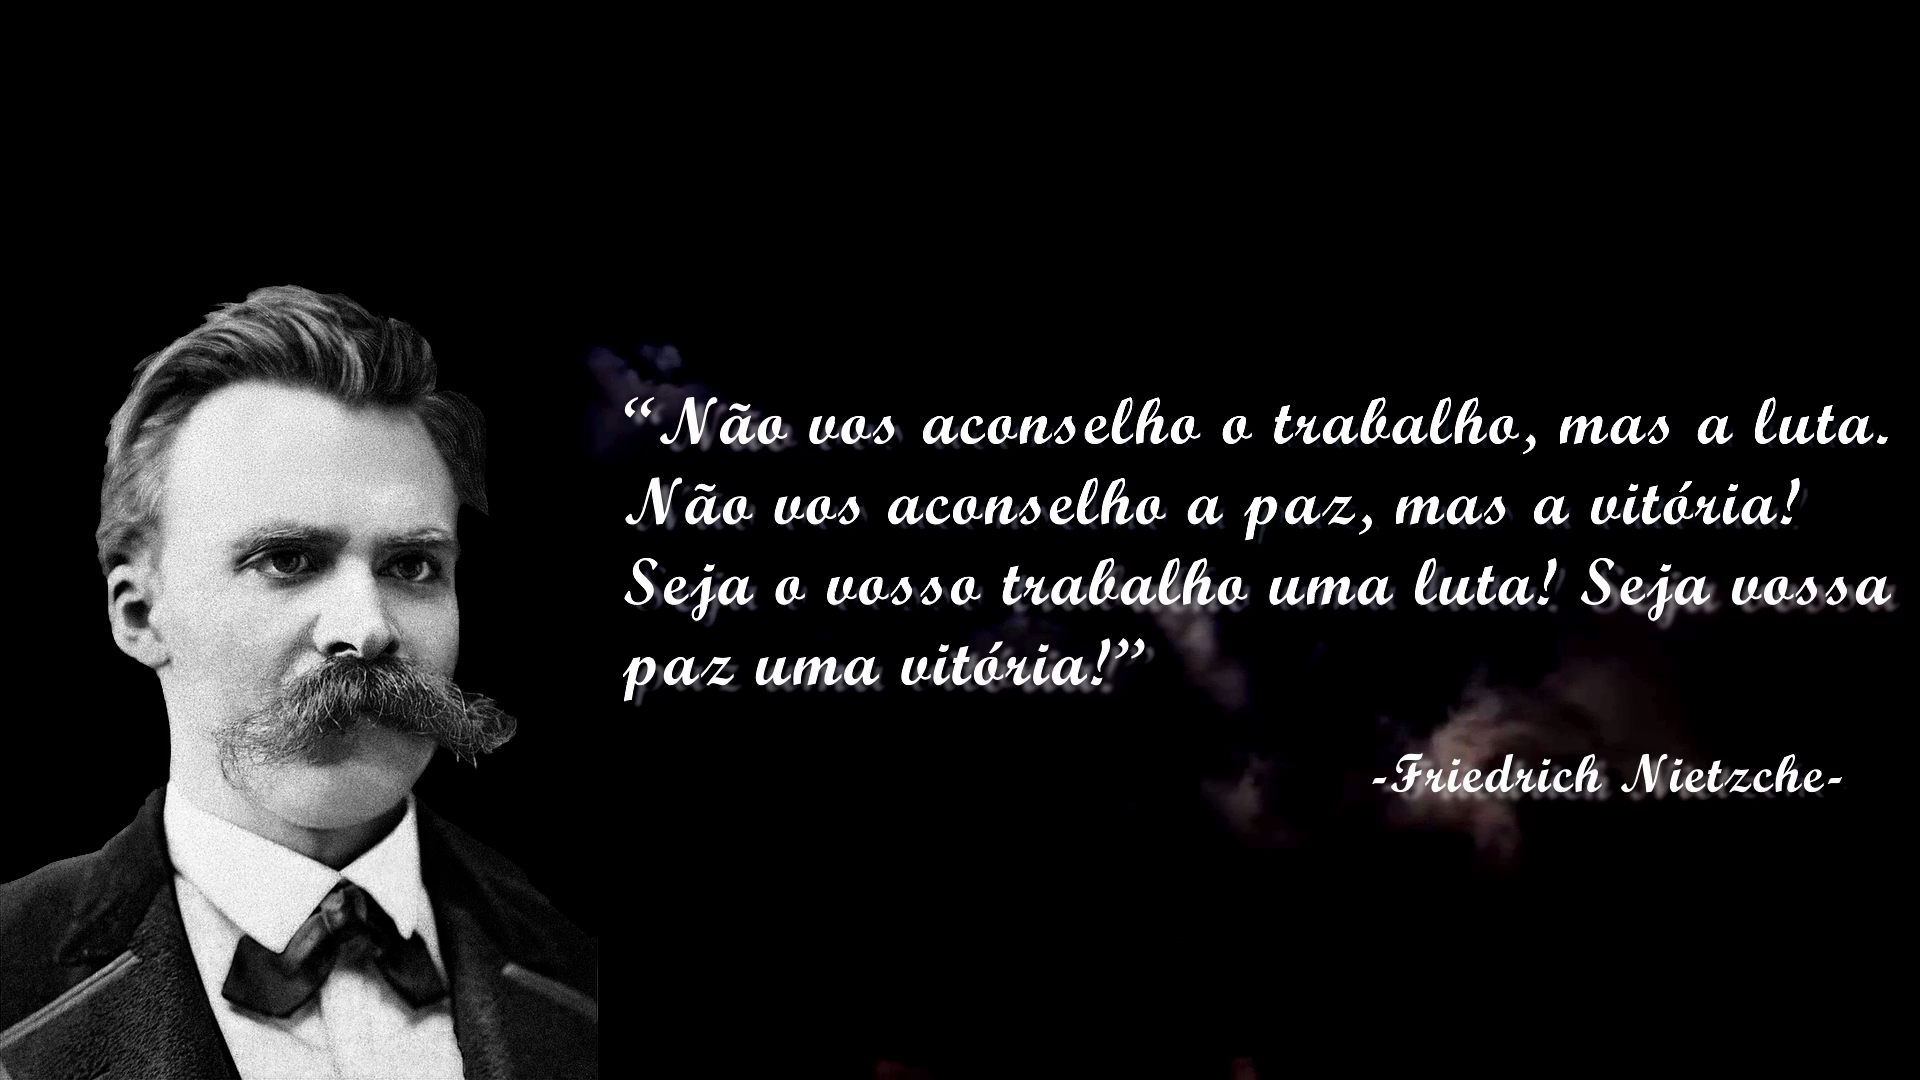 “Não vos aconselho o trabalho, mas a luta.
Não vos aconselho a paz, mas a vitória!
Seja o vosso trabalho uma luta! Seja vossa
paz uma vitória!”
-Friedrich Nietzche-